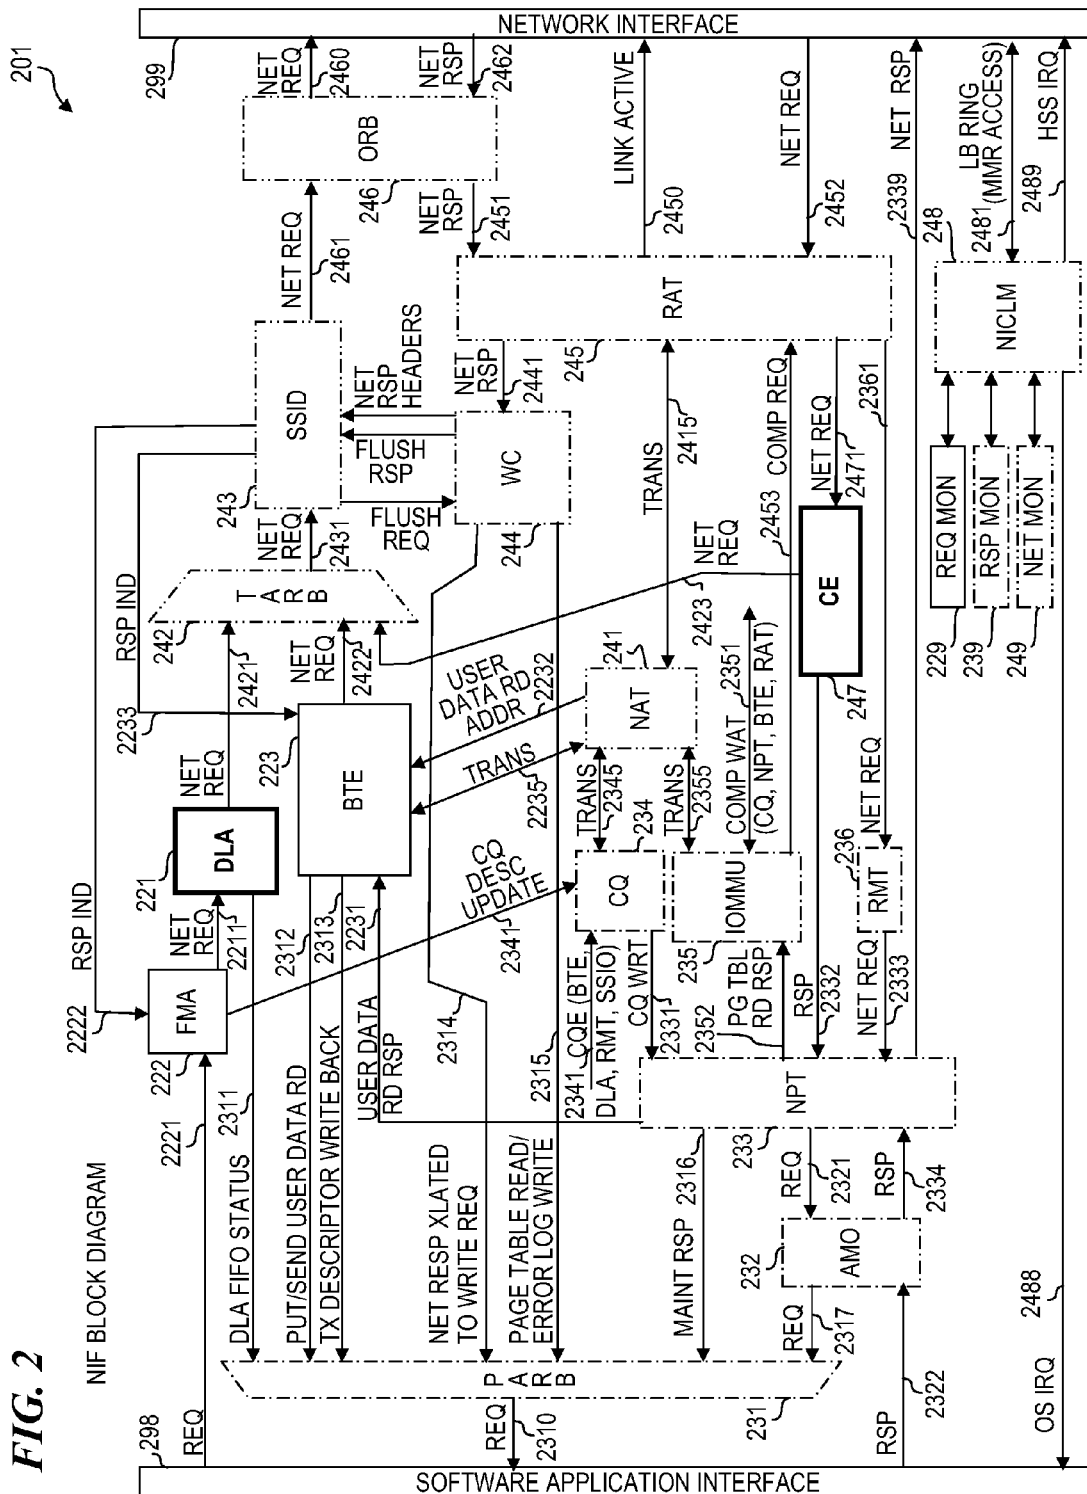 FIG. 2
NIF BLOCK DIAGRAM
201
298
SOFTWARE APPLICATION INTERFACE
299
NETWORK INTERFACE
REQ
2221
RSP IND
2222
FMA
222
NET REQ
2211
DLA
221
NET REQ
2421
RSP IND
2233
DLA FIFO STATUS
2311
PUT/SEND USER DATA RD
2312
TX DESCRIPTOR WRITE BACK
2313
USER DATA RD RSP
2231
BTE
223
NET REQ
2422
TARB
242
NET REQ
2431
SSID
243
NET REQ
2461
ORB
246
NET REQ
2460
NET RSP
2462
NET RSP
2451
FLUSH REQ
FLUSH RSP
NET RSP HEADERS
WC
244
NET RSP
2441
RAT
245
LINK ACTIVE
2450
NET REQ
2452
NET RSP
2339
NET RESP XLATED TO WRITE REQ
2314
PAGE TABLE READ/ ERROR LOG WRITE
2315
CQ DESC UPDATE
2341
USER DATA RD ADDR
2232
TRANS
2235
NAT
241
TRANS
2415
NET REQ
2423
TRANS
2345
CQ
234
TRANS
2355
IOMMU
235
COMP WAT
2351
(CQ, NPT, BTE, RAT)
COMP REQ
2453
NET REQ
2471
2361
CE
247
2341
CQE (BTE, DLA, RMT, SSIO)
CQ WRT
2331
PG TBL RD RSP
2352
RSP
2332
NET REQ
RMT
236
NET REQ
2333
NPT
233
MAINT RSP
2316
REQ
2321
RSP
2334
AMO
232
REQ
2317
RSP
2322
PARB
231
REQ
2310
REQ MON
229
RSP MON
239
NET MON
249
NICLM
248
LB RING
(MMR ACCESS)
2481
HSS IRQ
2489
OS IRQ
2488